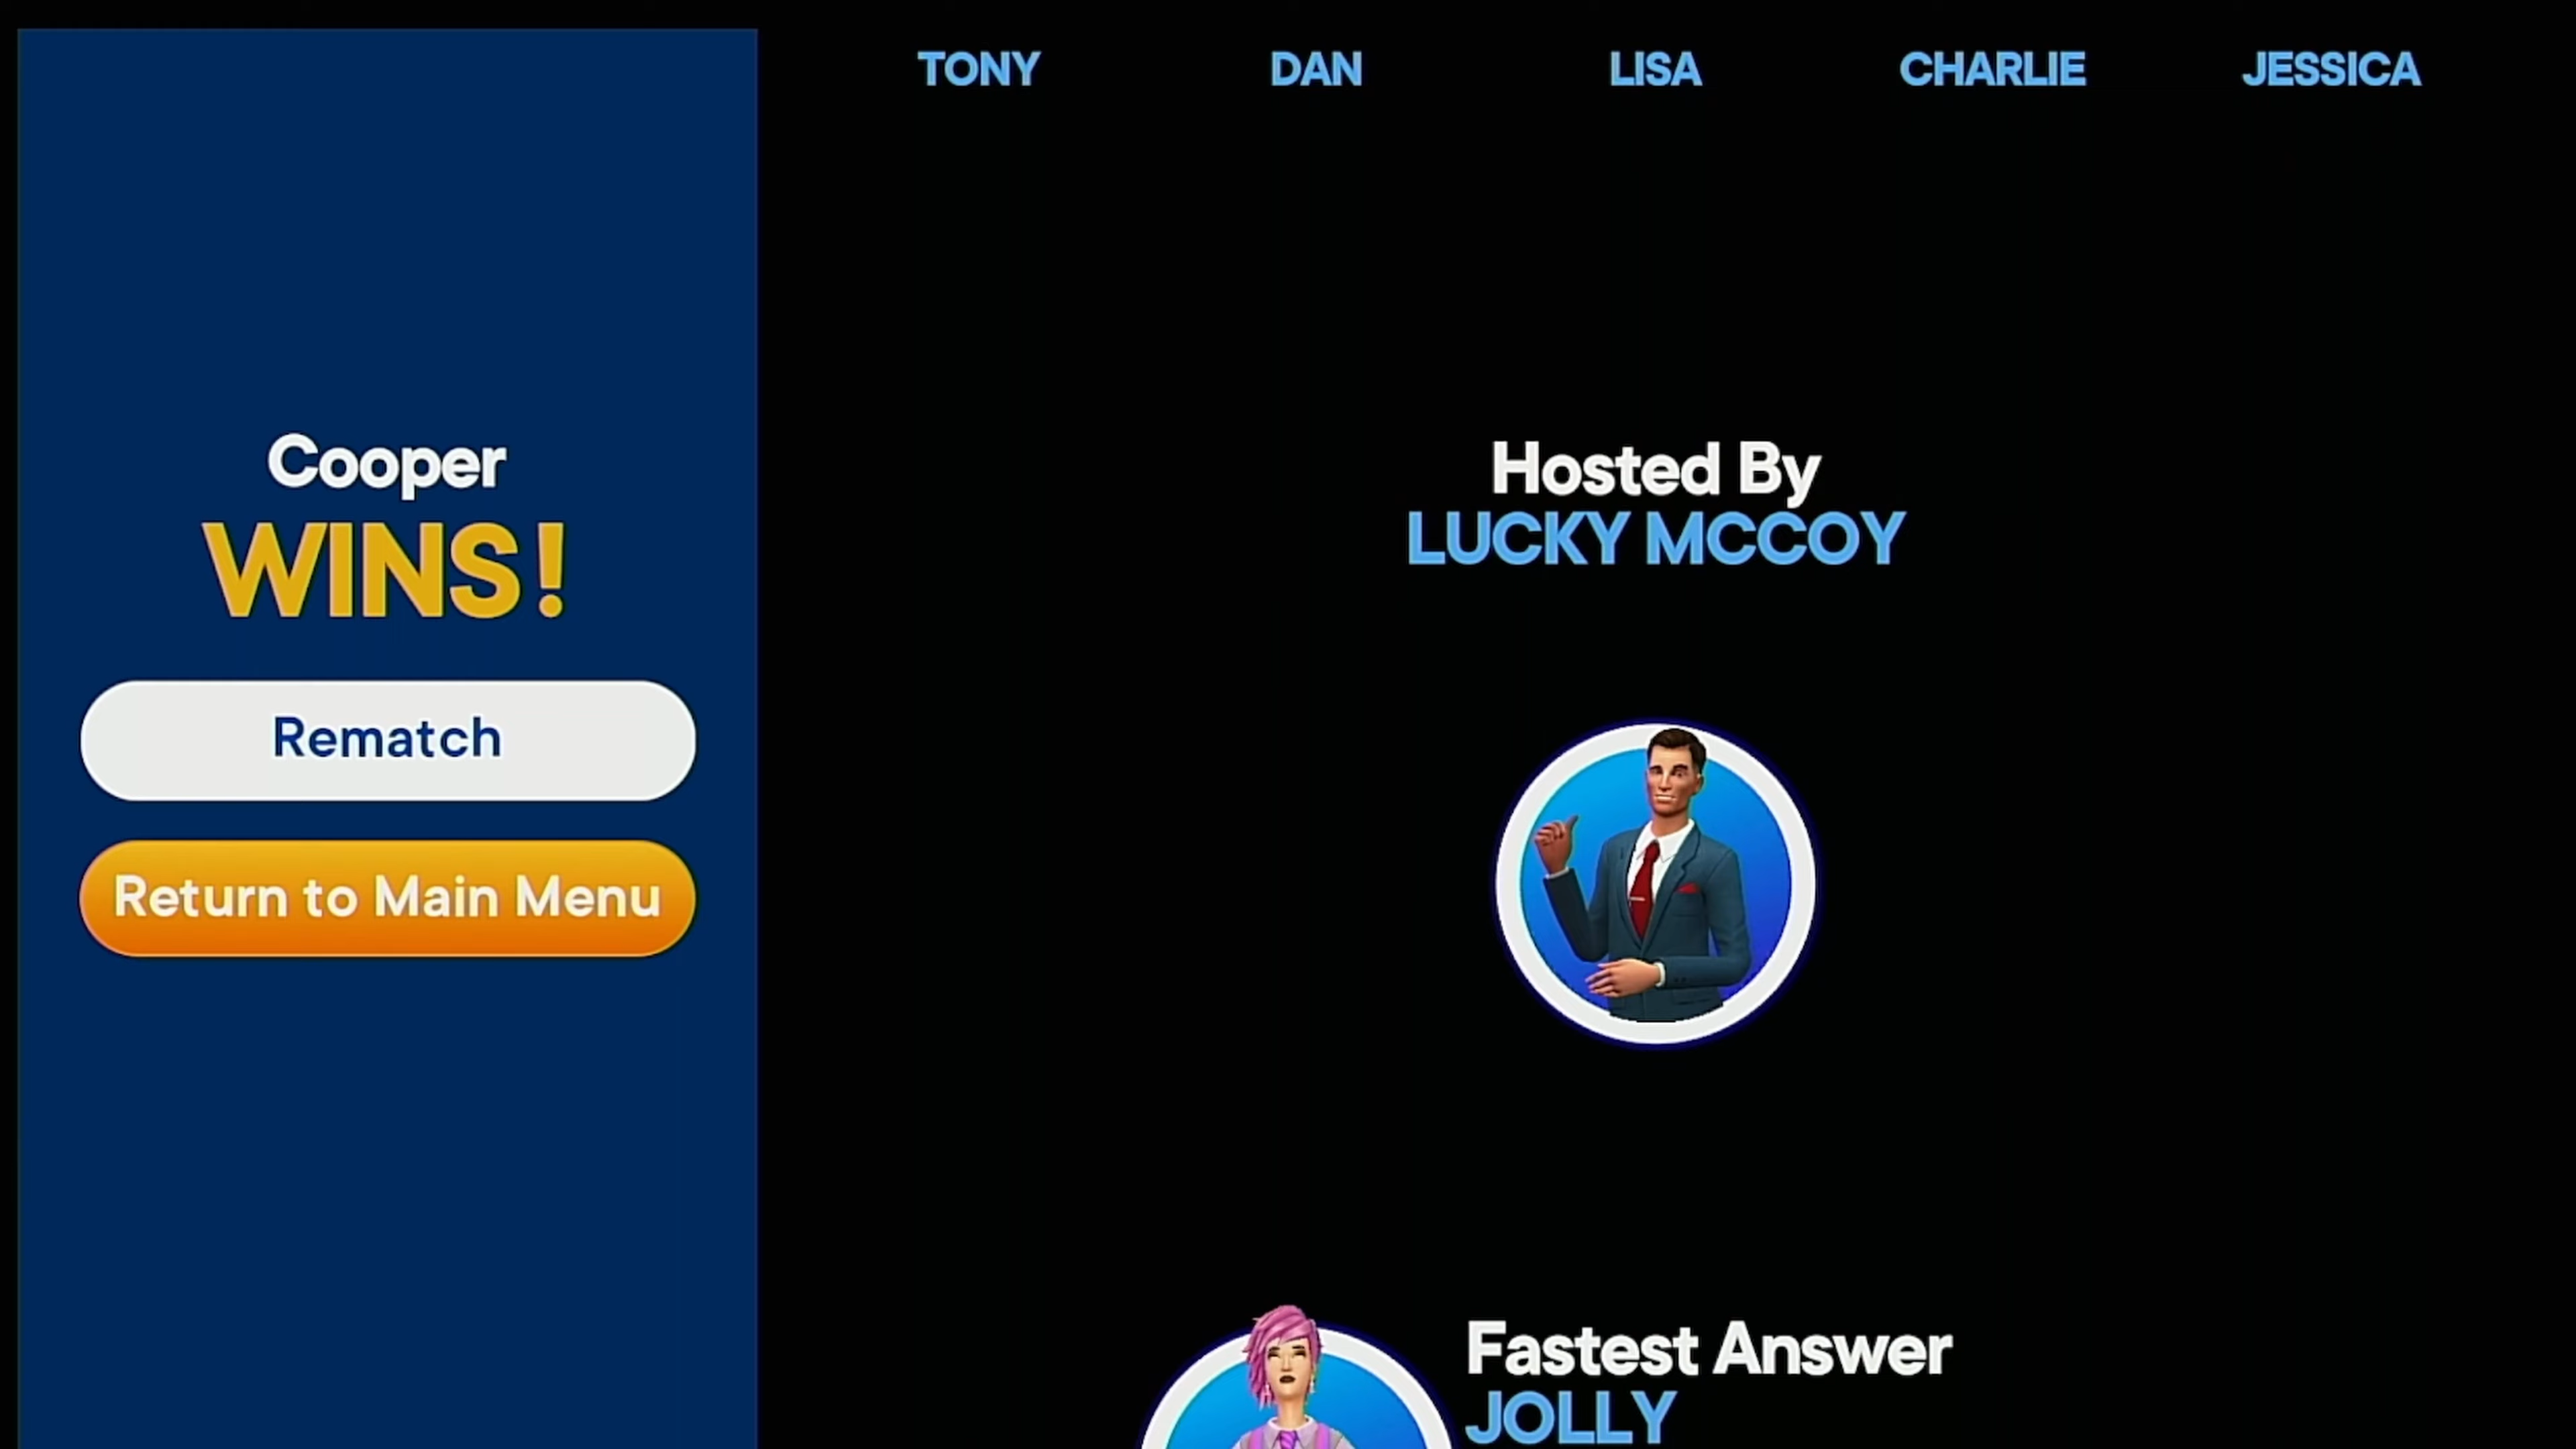 TONY DAN LISA CHARLIE JESSICA
Cooper
WINS!
Rematch
Return to Main Menu
Hosted By
LUCKY MCCOY
Fastest Answer
JOLLY